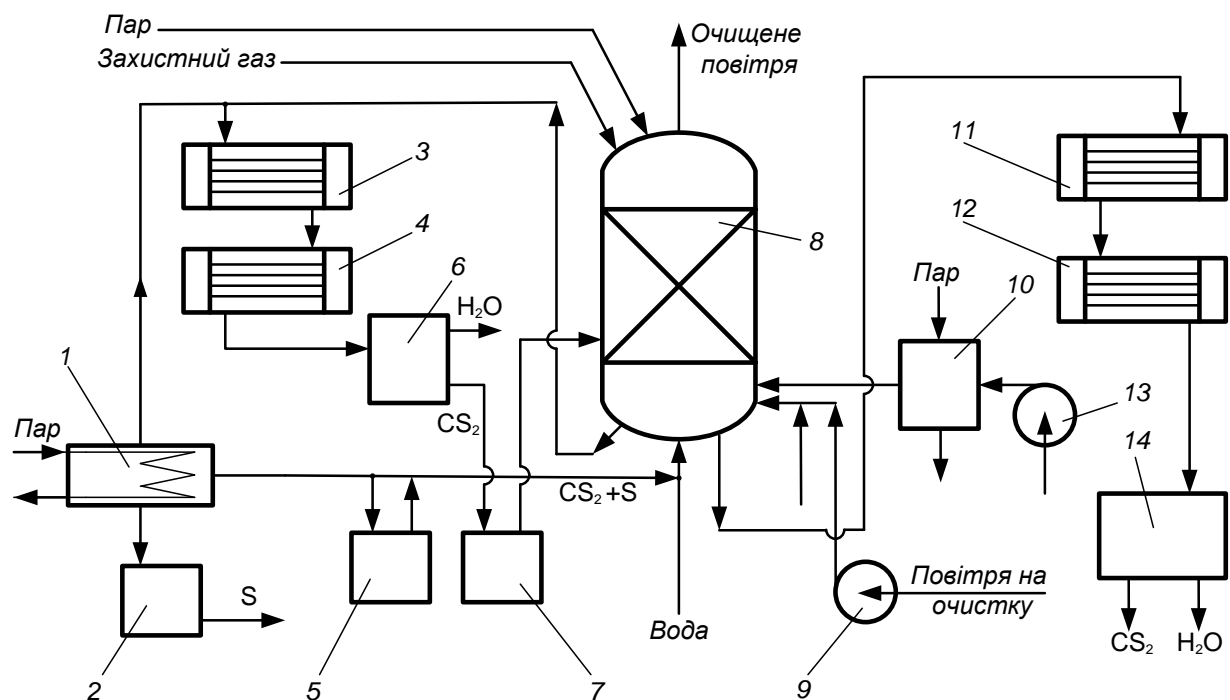 Пар
Захистний газ
Очищене
повітря
3
11
4
12
8
6
H₂O
Пар
10
1
CS₂
13
Пар
CS₂+S
14
5
7
Вода
Повітря на
очистку
S
9
CS₂
H₂O
2